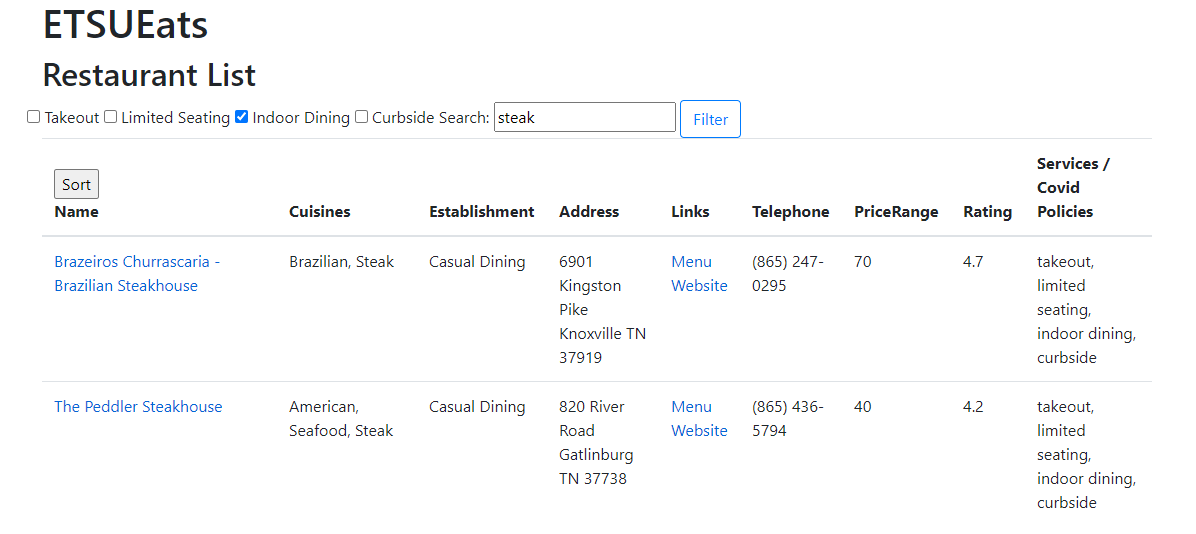 ETSUEats
Restaurant List
Takeout Limited Seating Indoor Dining Curbside Search: steak Filter
Sort
Name Cuisines Establishment Address Links Telephone PriceRange Rating Services / Covid Policies
Brazeiros Churrascaria -
Brazilian Steakhouse
Brazilian, Steak
Casual Dining
6901
Kingston
Pike
Knoxville TN
37919
Menu
Website
(865) 247-
0295
70
4.7
takeout,
limited
seating,
indoor dining,
curbside
The Peddler Steakhouse
American,
Seafood, Steak
Casual Dining
820 River
Road
Gatlinburg
TN 37738
Menu
Website
(865) 436-
5794
40
4.2
takeout,
limited
seating,
indoor dining,
curbside